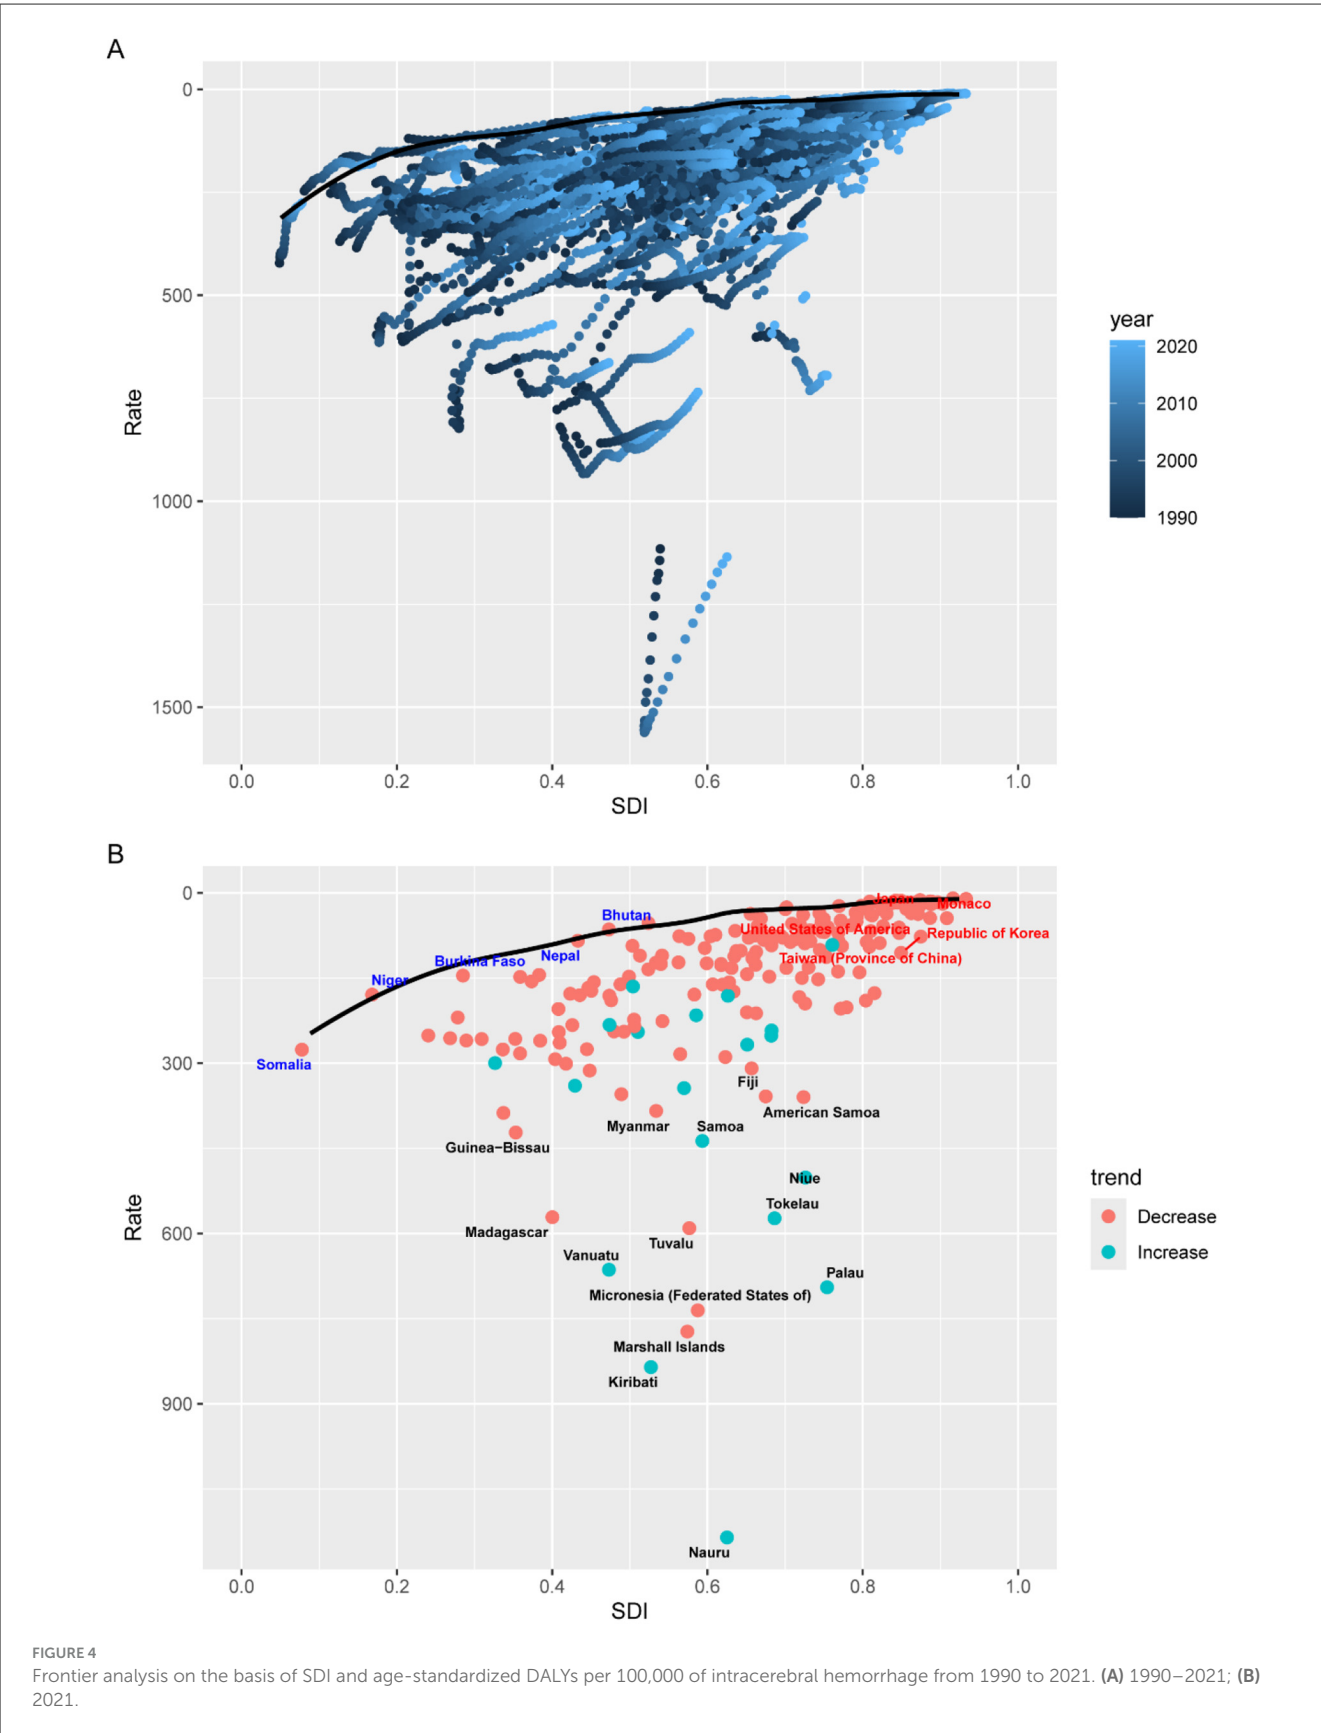 A
0
500
1000
1500
Rate
0.0
0.2
0.4
0.6
0.8
1.0
SDI
year
2020
2010
2000
1990
B
0
300
600
900
Rate
Japan
Monaco
Bhutan
United States of America
Republic of Korea
Nepal
Taiwan (Province of China)
Burkina Faso
Niger
Somalia
Fiji
American Samoa
Myanmar
Samoa
Guinea−Bissau
Niue
Tokelau
Madagascar
Tuvalu
Vanuatu
Palau
Micronesia (Federated States of)
Marshall Islands
Kiribati
Nauru
0.0
0.2
0.4
0.6
0.8
1.0
SDI
trend
Decrease
Increase
FIGURE 4
Frontier analysis on the basis of SDI and age-standardized DALYs per 100,000 of intracerebral hemorrhage from 1990 to 2021. (A) 1990–2021; (B)
2021.